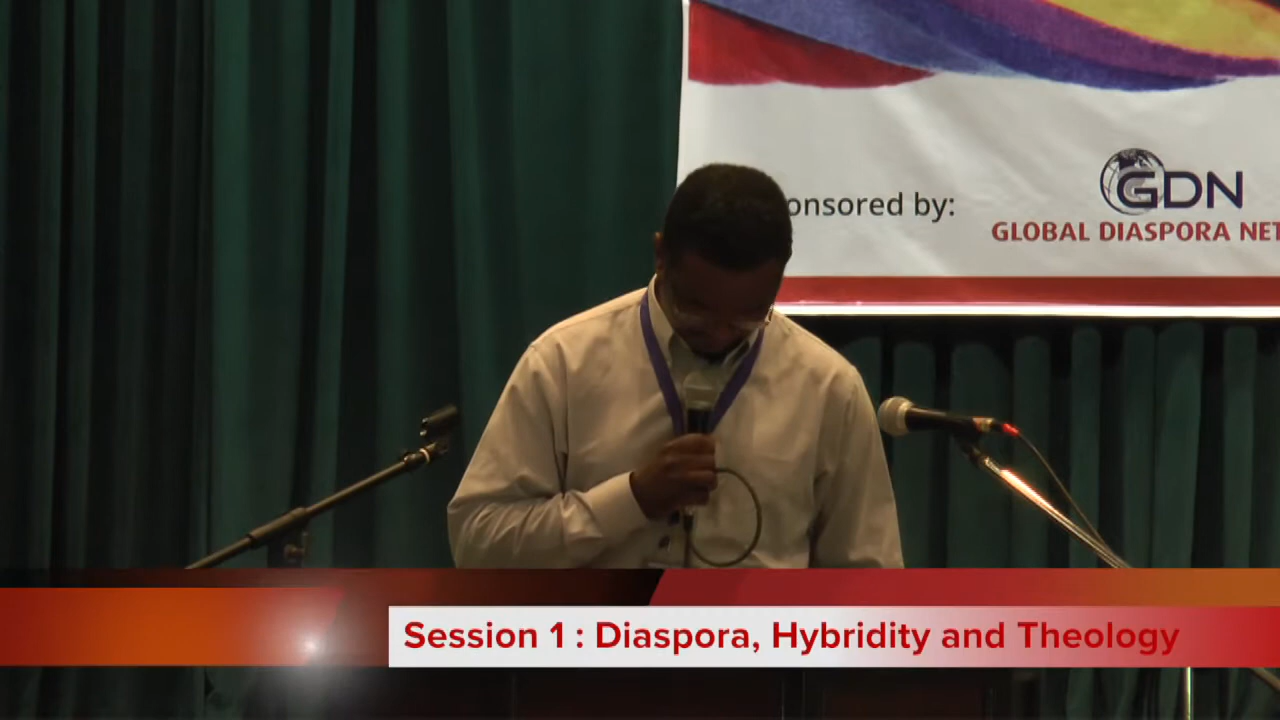 onsored by:
GDN
GLOBAL DIASPORA NET
Session 1 : Diaspora, Hybridity and Theology